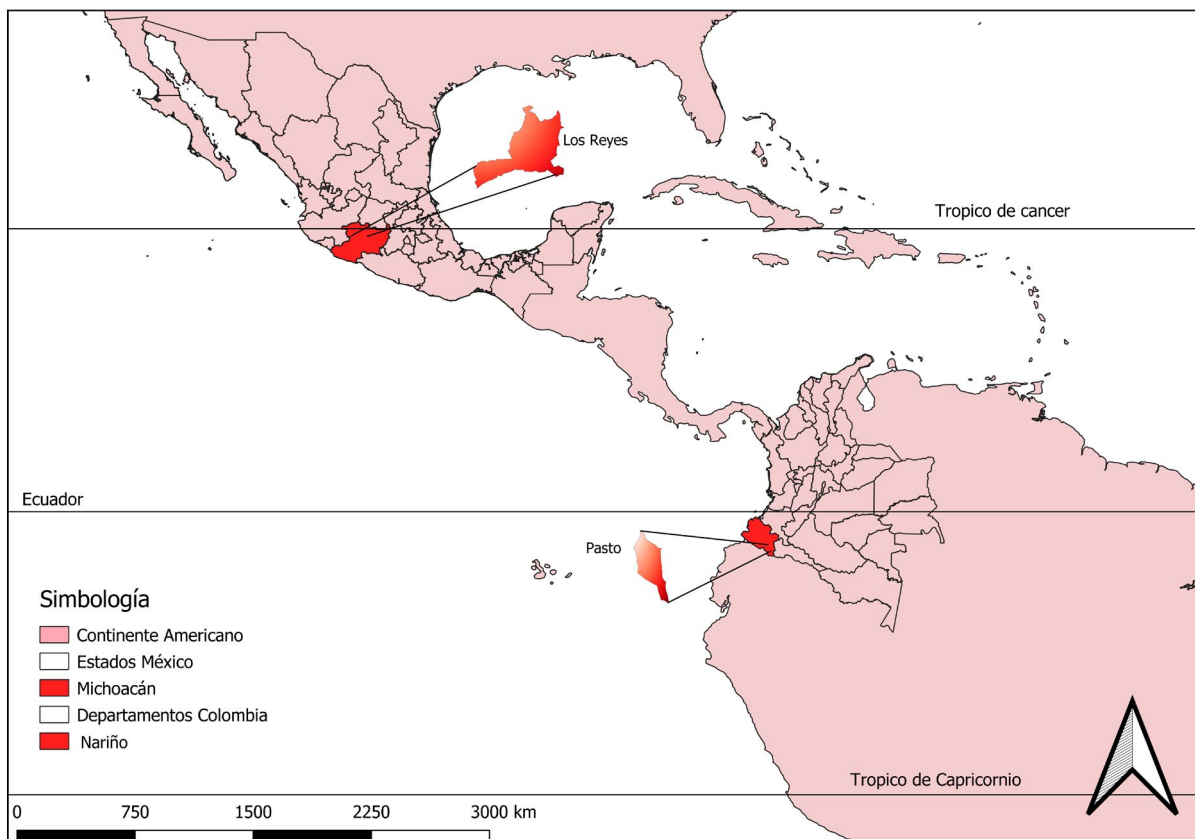 Los Reyes
Tropico de cancer
Ecuador
Pasto
Simbología
Continente Americano
Estados México
Michoacán
Departamentos Colombia
Nariño
Tropico de Capricornio
0 750 1500 2250 3000 km